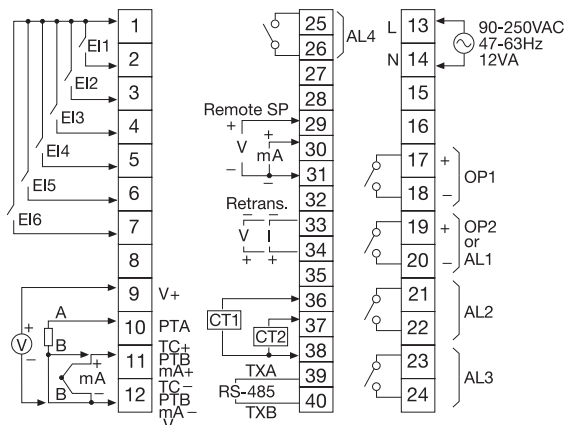 1
2
3
4
5
6
7
8
9
10
11
12
EI1
EI2
EI3
EI4
EI5
EI6
V+
PTA
TC+
PTB
mA+
TC−
PTB
mA−
V
+
V
−
A
B
B
+
mA
−
25
26
27
28
29
30
31
32
33
34
35
36
37
38
39
40
AL4
Remote SP
+
V
−
+
mA
−
Retrans.
−
V
+
−
I
+
CT1
CT2
TXA
RS-485
TXB
13
14
15
16
17
18
19
20
21
22
23
24
L
N
90-250VAC
47-63Hz
12VA
+
−
OP1
+
−
OP2
or
AL1
AL2
AL3